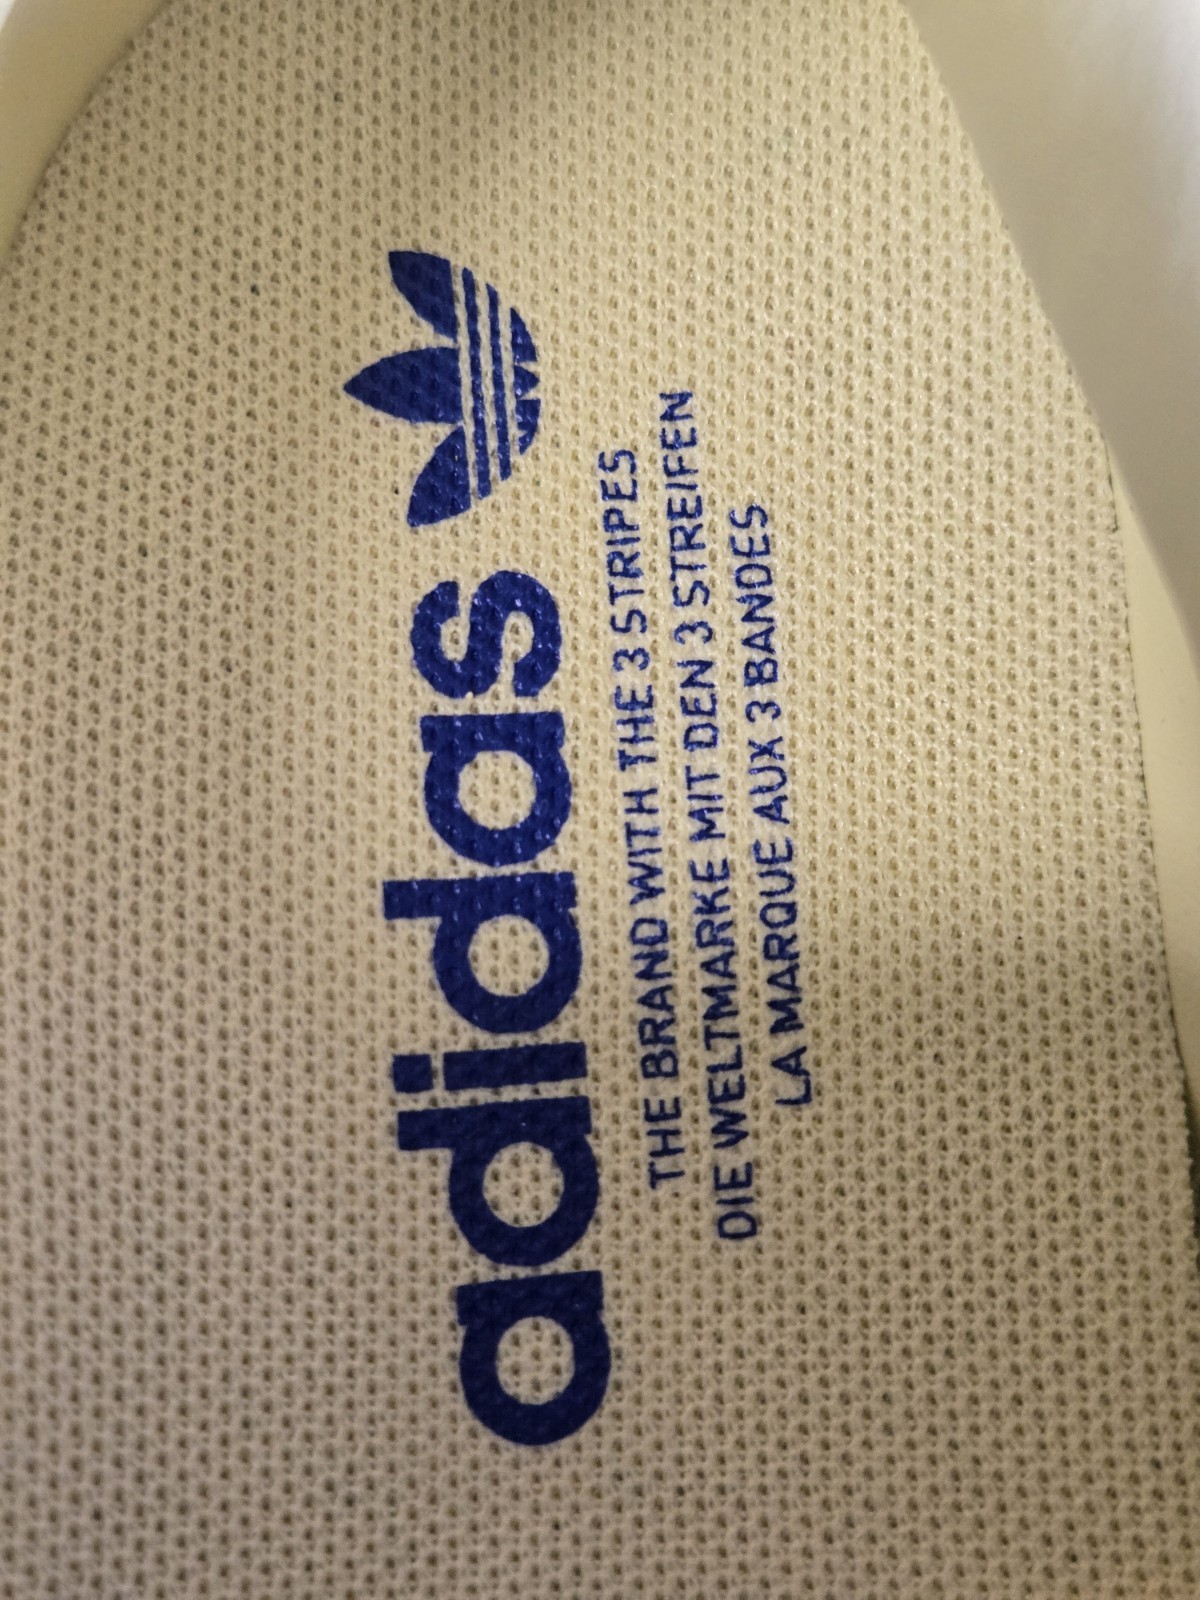 adidas
THE BRAND WITH THE 3 STRIPES
DIE WELTMARKE MIT DEN 3 STREIFEN
LA MARQUE AUX 3 BANDES